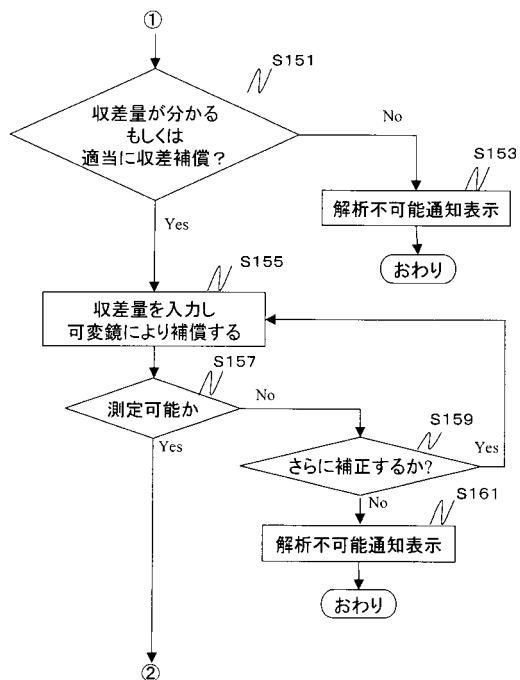 ①
S151
収差量が分かる
もしくは
適当に収差補償？
No
S153
解析不可能通知表示
おわり
Yes
S155
収差量を入力し
可変鏡により補償する
S157
測定可能か
No
Yes
S159
さらに補正するか?
Yes
No
S161
解析不可能通知表示
おわり
②